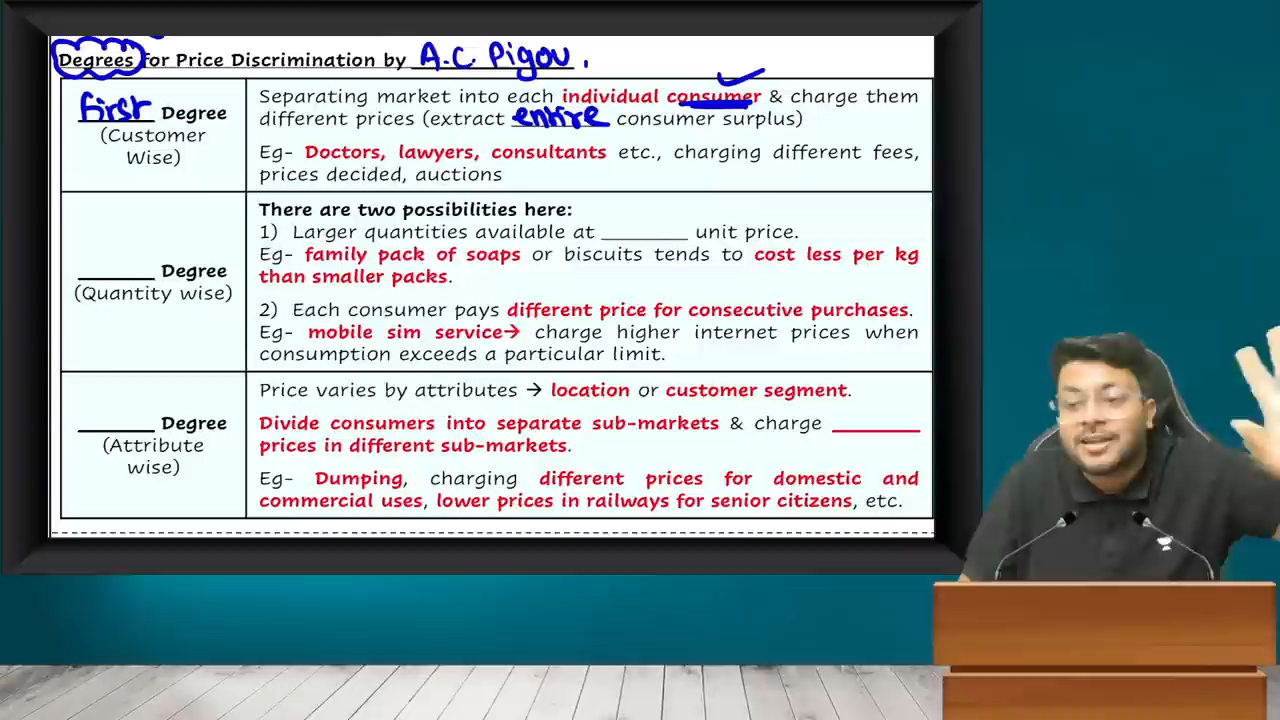 Degrees for Price Discrimination by A.C. Pigou.
First Degree
(Customer
Wise)
Separating market into each individual consumer & charge them
different prices (extract entire consumer surplus)
Eg- Doctors, lawyers, consultants etc., charging different fees,
prices decided, auctions
________ Degree
(Quantity wise)
There are two possibilities here:
1) Larger quantities available at ________ unit price.
Eg- family pack of soaps or biscuits tends to cost less per kg
than smaller packs.
2) Each consumer pays different price for consecutive purchases.
Eg- mobile sim service→ charge higher internet prices when
consumption exceeds a particular limit.
________ Degree
(Attribute
wise)
Price varies by attributes → location or customer segment.
Divide consumers into separate sub-markets & charge ________
prices in different sub-markets.
Eg- Dumping, charging different prices for domestic and
commercial uses, lower prices in railways for senior citizens, etc.